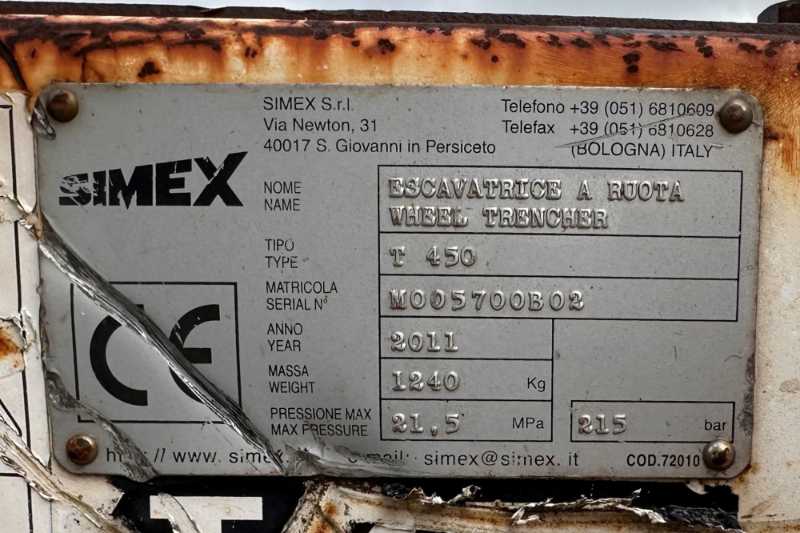 SIMEX S.r.l.
Via Newton, 31
40017 S. Giovanni in Persiceto
Telefono +39 (051) 6810609
Telefax +39 (051) 6810628
(BOLOGNA) ITALY
SIMEX
NOME
NAME
ESCAVATRICE A RUOTA
WHEEL TRENCHER
TIPO
TYPE
T 450
MATRICOLA
SERIAL N°
M005700B02
ANNO
YEAR
2011
MASSA
WEIGHT
1240 Kg
PRESSIONE MAX
MAX PRESSURE
21,5 MPa 215 bar
CE
http://www. simex simex@simex.it COD.72010